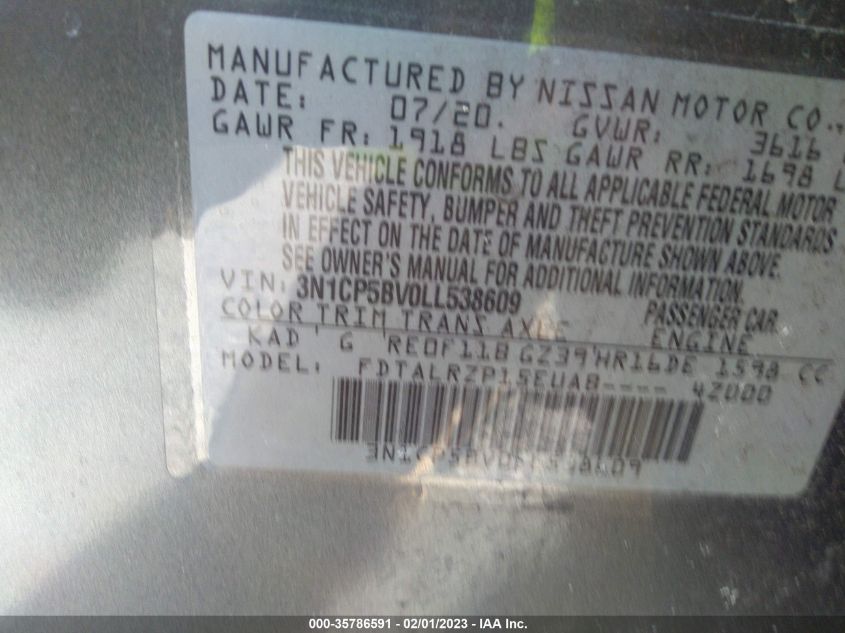 MANUFACTURED BY NISSAN MOTOR CO.,
DATE: 07/20. GVWR: 3616
GAWR FR: 1918 LBS GAWR RR: 1698 L
THIS VEHICLE CONFORMS TO ALL APPLICABLE FEDERAL MOTOR
VEHICLE SAFETY, BUMPER AND THEFT PREVENTION STANDARDS
IN EFFECT ON THE DATE OF MANUFACTURE SHOWN ABOVE.
SEE OWNER'S MANUAL FOR ADDITIONAL INFORMATION.
VIN: 3N1CP5BV0LL538609 PASSENGER CAR
COLOR TRIM TRANS AXLE ENGINE
KAD G RE0F11B GZ39 HR16DE 1598 CC
MODEL: FDTALRZP15EUAB---- 42000
3N1CP5BV0LL538609
000-35786591 - 02/01/2023 - IAA Inc.